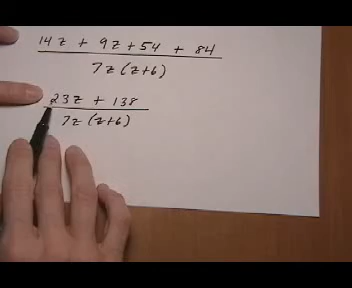 14z + 9z + 54 + 84
7z (z+6)
23z + 138
7z (z+6)